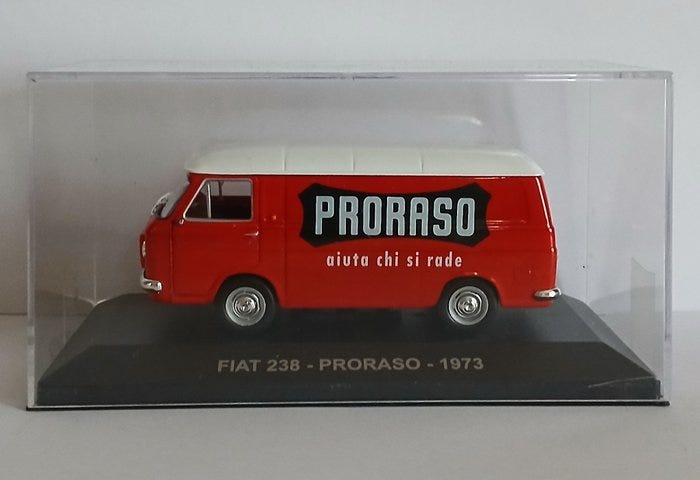 PRORASO
aiuta chi si rade
FIAT 238 - PRORASO - 1973